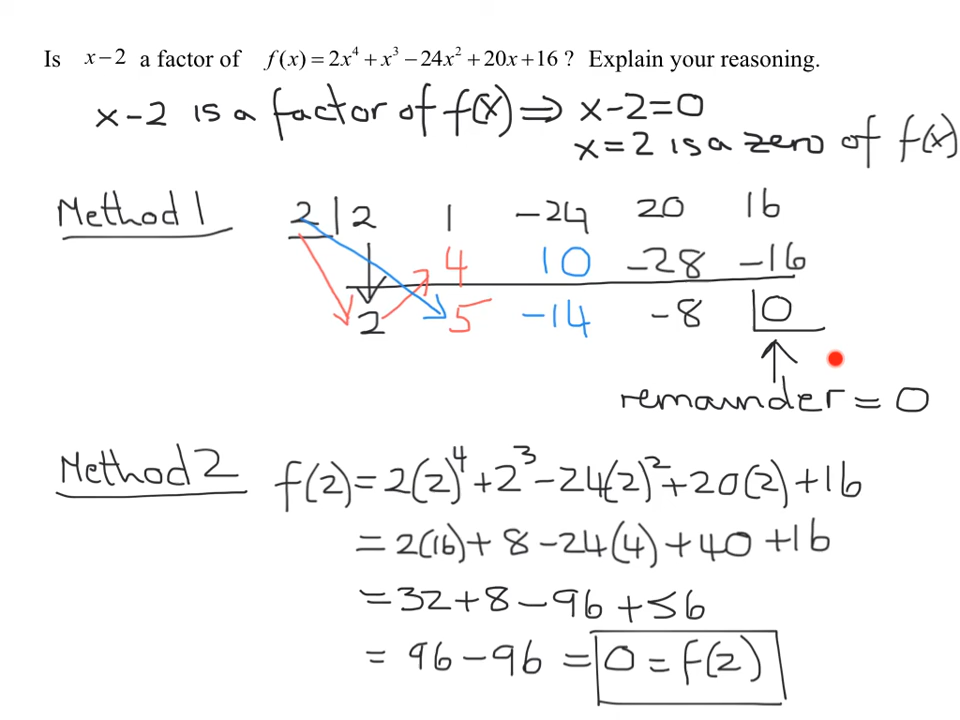 Is x−2 a factor of f(x) = 2x⁴ + x³ − 24x² + 20x + 16 ? Explain your reasoning.
x-2 is a factor of f(x) ⇒ x-2=0
x=2 is a zero of f(x)
Method 1 2| 2 1 -24 20 16
4 10 -28 -16
2 5 -14 -8 |0
remainder = 0
Method 2 f(2) = 2(2)⁴ + 2³ - 24(2)² + 20(2) + 16
= 2(16) + 8 - 24(4) + 40 + 16
= 32 + 8 - 96 + 56
= 96 - 96 = 0 = f(2)